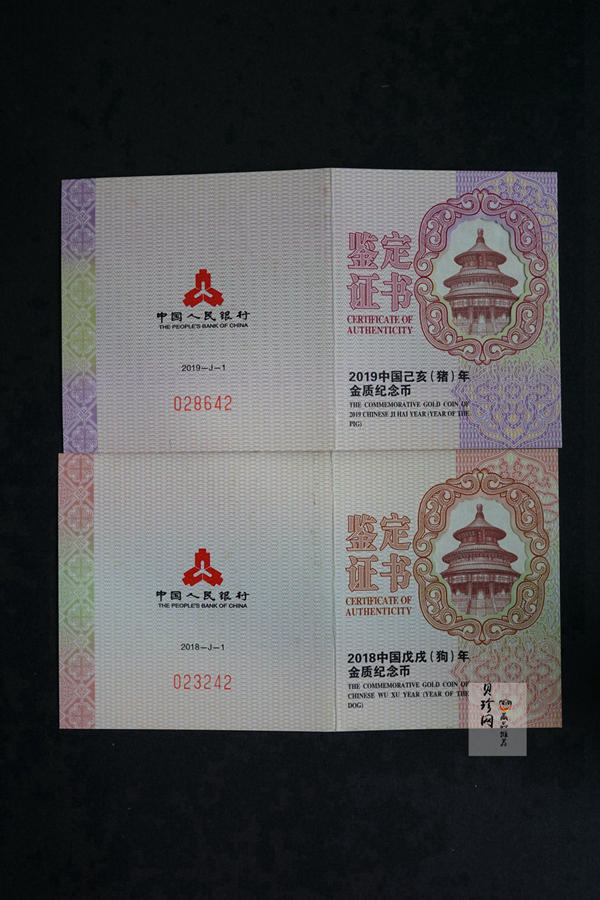 中国人民银行
THE PEOPLE'S BANK OF CHINA
2019-J-1
028642
鉴定
证书
CERTIFICATE OF
AUTHENTICITY
2019中国己亥(猪)年
金质纪念币
THE COMMEMORATIVE GOLD COIN OF
2019 CHINESE JI HAI YEAR (YEAR OF THE
PIG)
中国人民银行
THE PEOPLE'S BANK OF CHINA
2018-J-1
023242
鉴定
证书
CERTIFICATE OF
AUTHENTICITY
2018中国戊戌(狗)年
金质纪念币
THE COMMEMORATIVE GOLD COIN OF
CHINESE WU XU YEAR (YEAR OF THE
DOG)
贝珍网